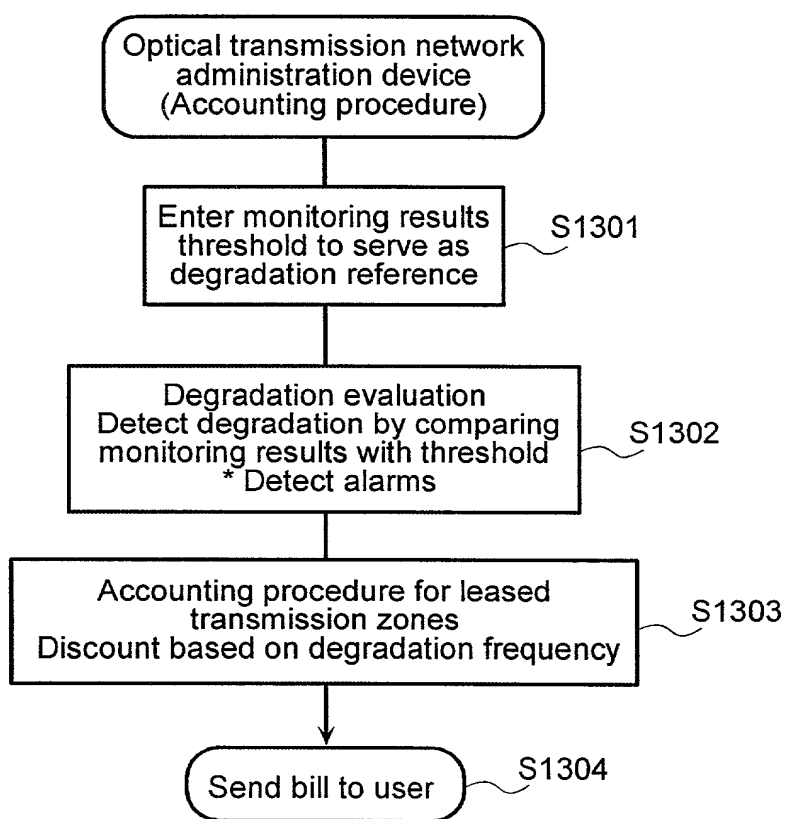 Optical transmission network
administration device
(Accounting procedure)
Enter monitoring results
threshold to serve as
degradation reference
S1301
Degradation evaluation
Detect degradation by comparing
monitoring results with threshold
* Detect alarms
S1302
Accounting procedure for leased
transmission zones
Discount based on degradation frequency
S1303
Send bill to user
S1304